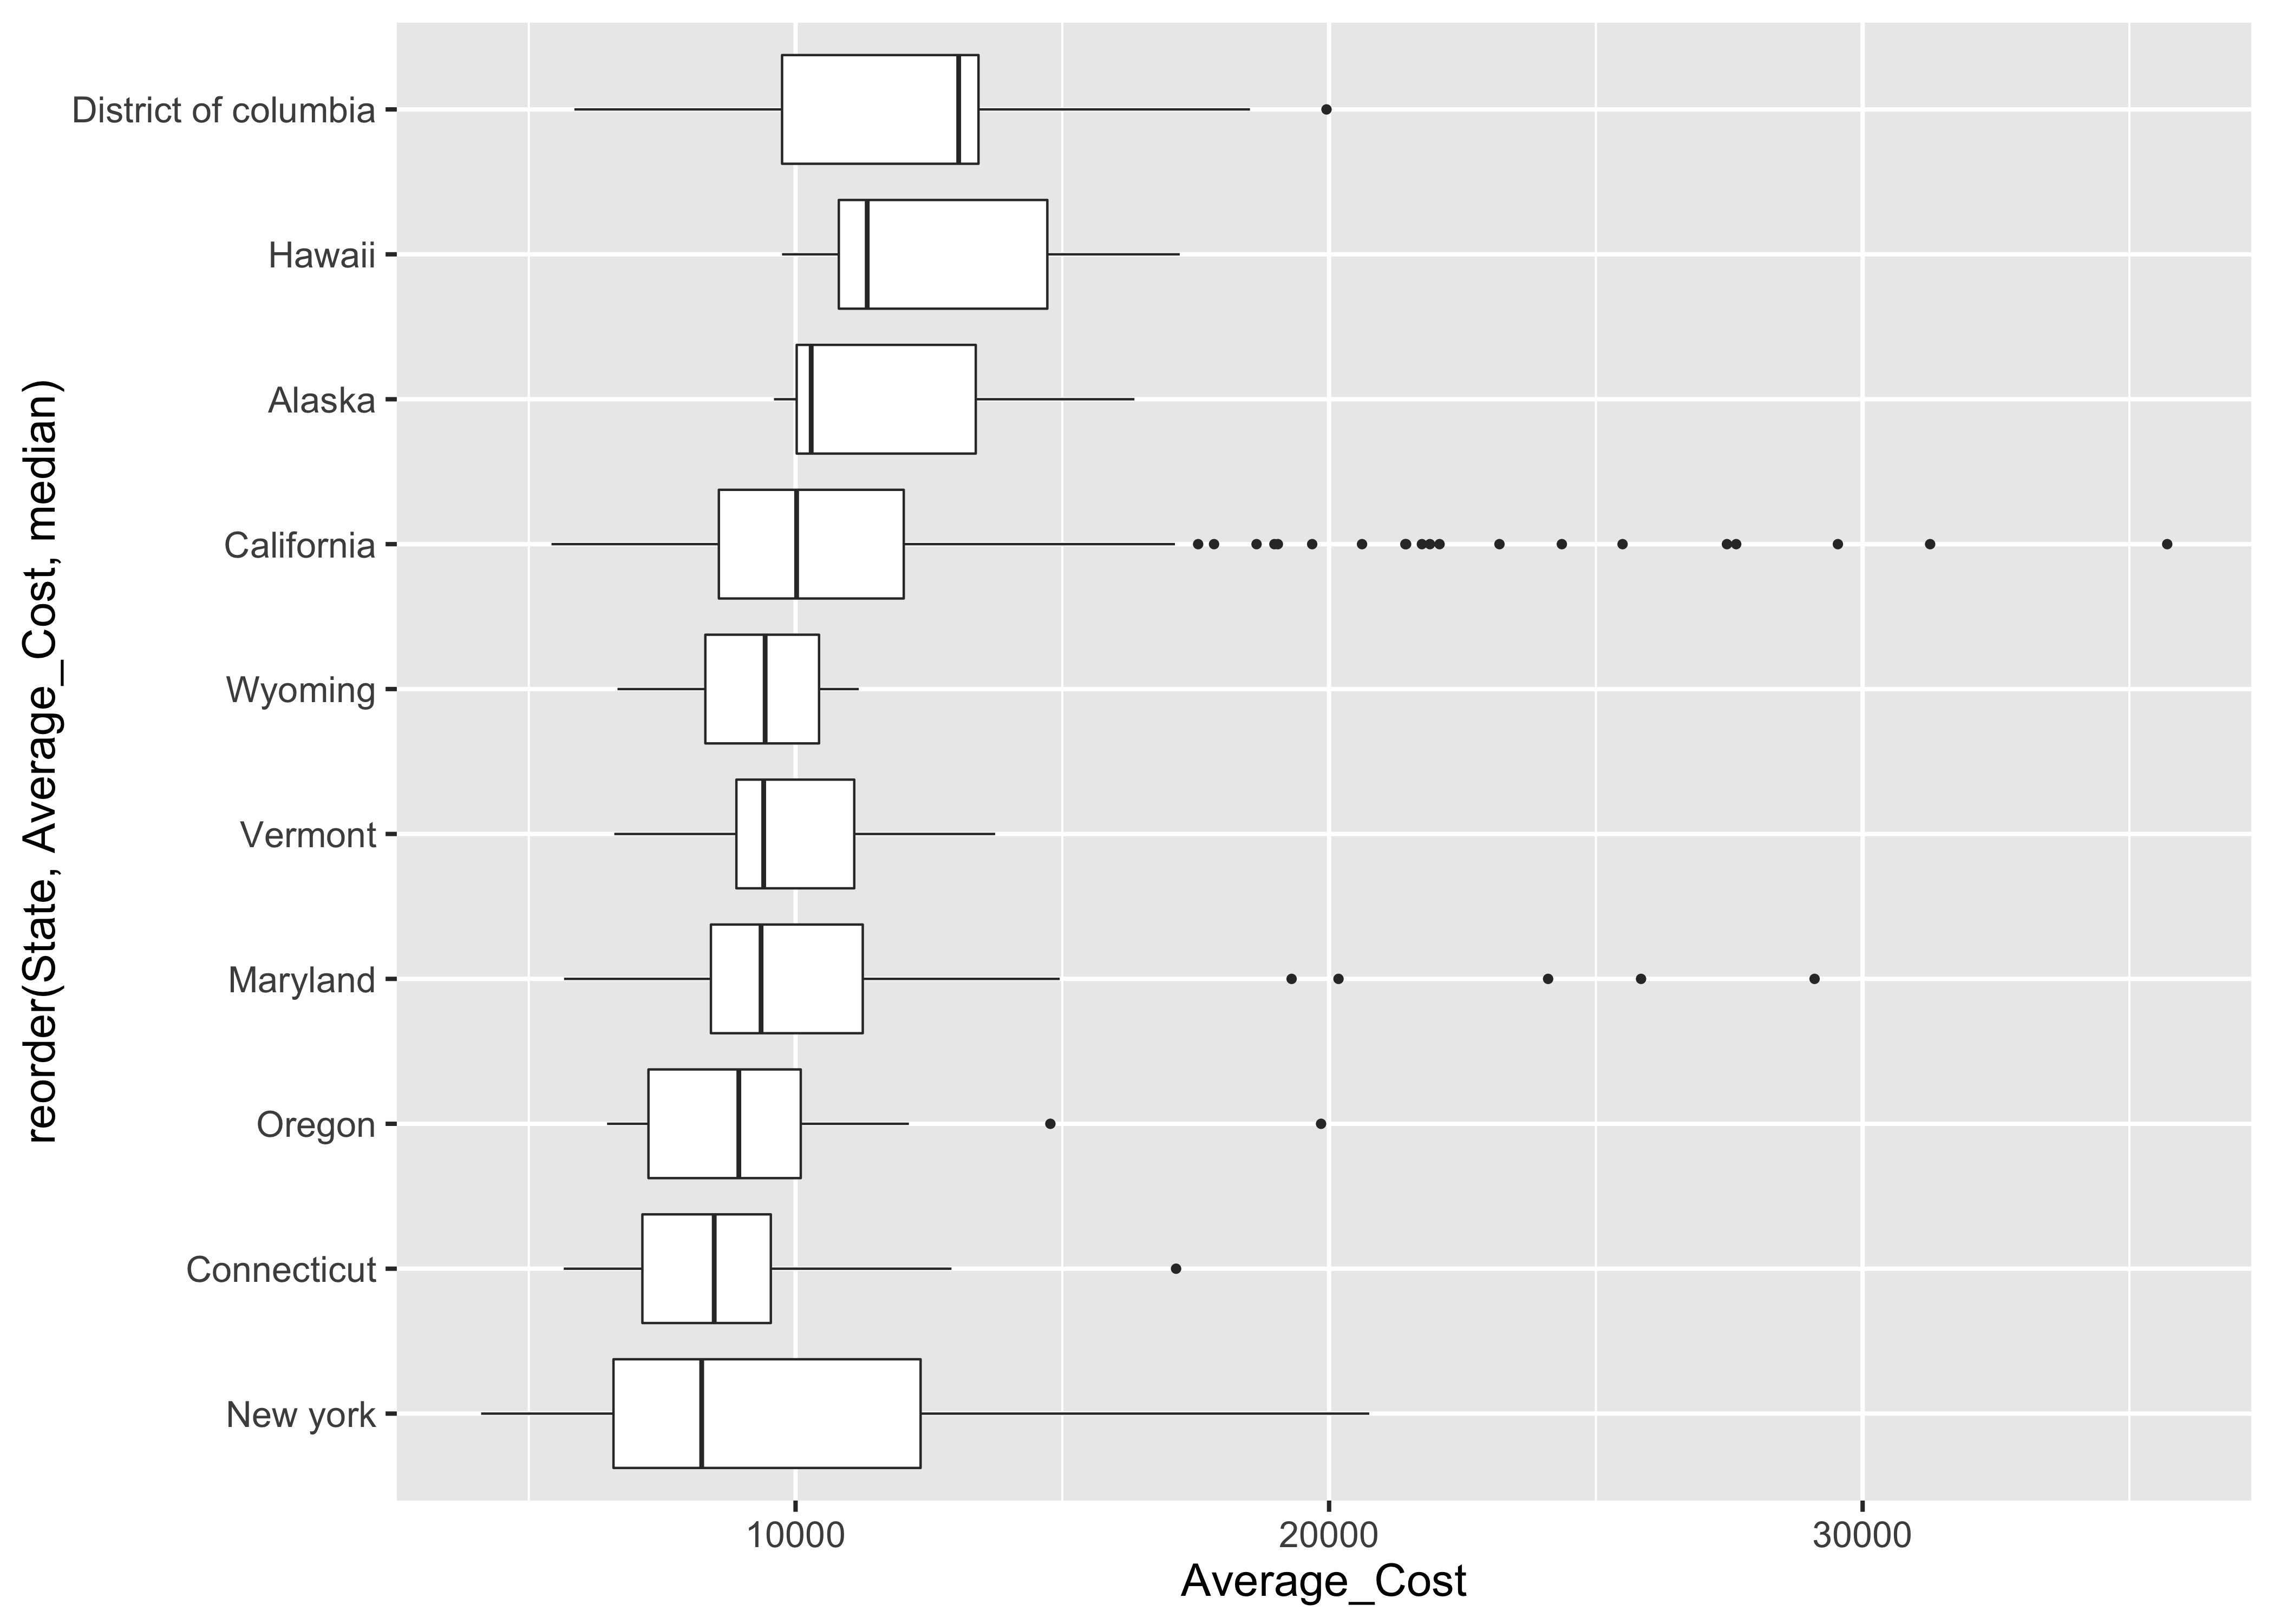 reorder(State, Average_Cost, median)
District of columbia
Hawaii
Alaska
California
Wyoming
Vermont
Maryland
Oregon
Connecticut
New york
10000 20000 30000
Average_Cost